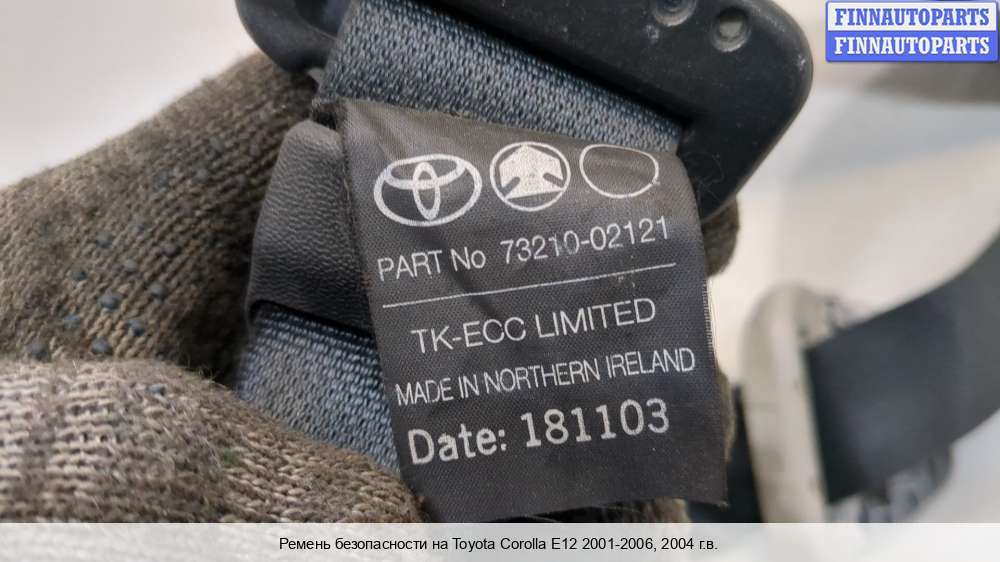 FINNAUTOPARTS
FINNAUTOPARTS
PART No 73210-02121
TK-ECC LIMITED
MADE IN NORTHERN IRELAND
Date: 181103
Ремень безопасности на Toyota Corolla E12 2001-2006, 2004 г.в.